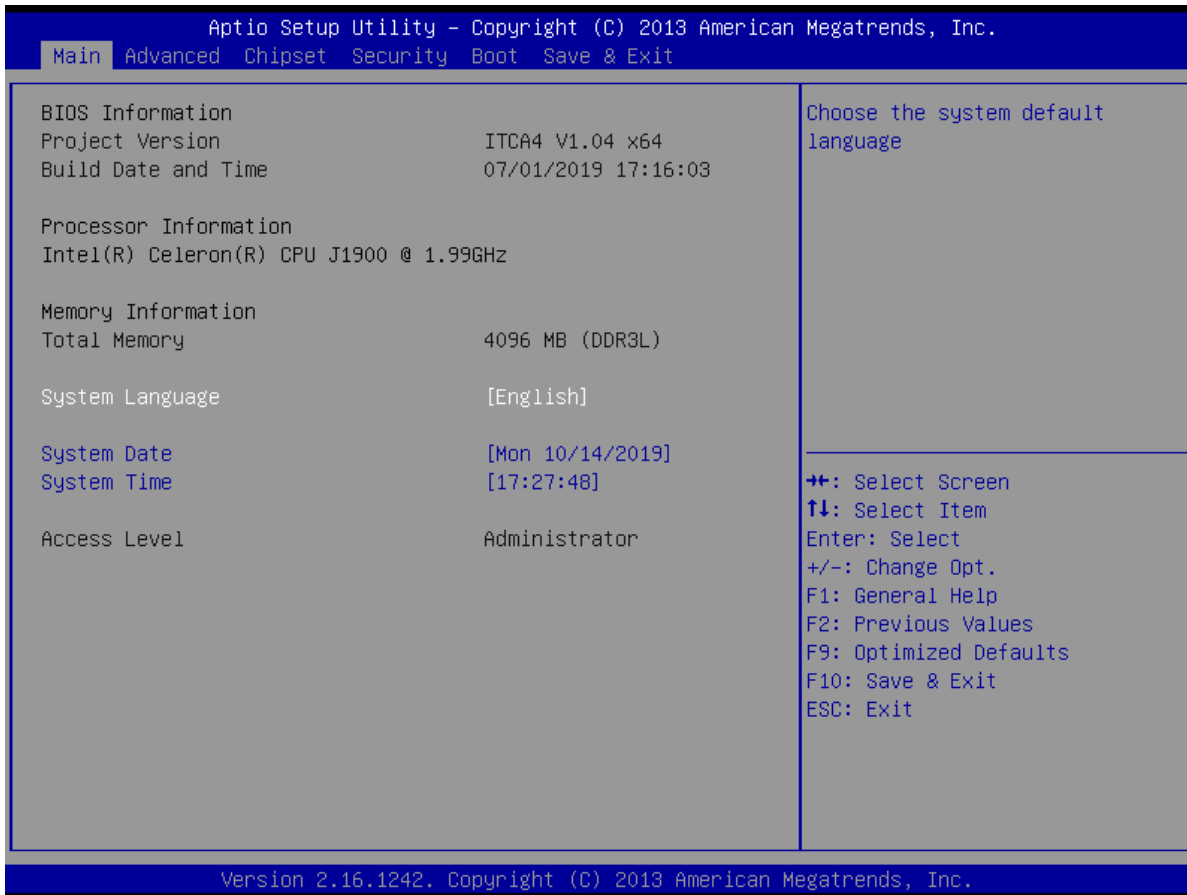 Aptio Setup Utility – Copyright (C) 2013 American Megatrends, Inc.
Main Advanced Chipset Security Boot Save & Exit
BIOS Information
Project Version ITCA4 V1.04 x64
Build Date and Time 07/01/2019 17:16:03
Processor Information
Intel(R) Celeron(R) CPU J1900 @ 1.99GHz
Memory Information
Total Memory 4096 MB (DDR3L)
System Language [English]
System Date [Mon 10/14/2019]
System Time [17:27:48]
Access Level Administrator
Choose the system default
language
→←: Select Screen
↑↓: Select Item
Enter: Select
+/-: Change Opt.
F1: General Help
F2: Previous Values
F9: Optimized Defaults
F10: Save & Exit
ESC: Exit
Version 2.16.1242. Copyright (C) 2013 American Megatrends, Inc.